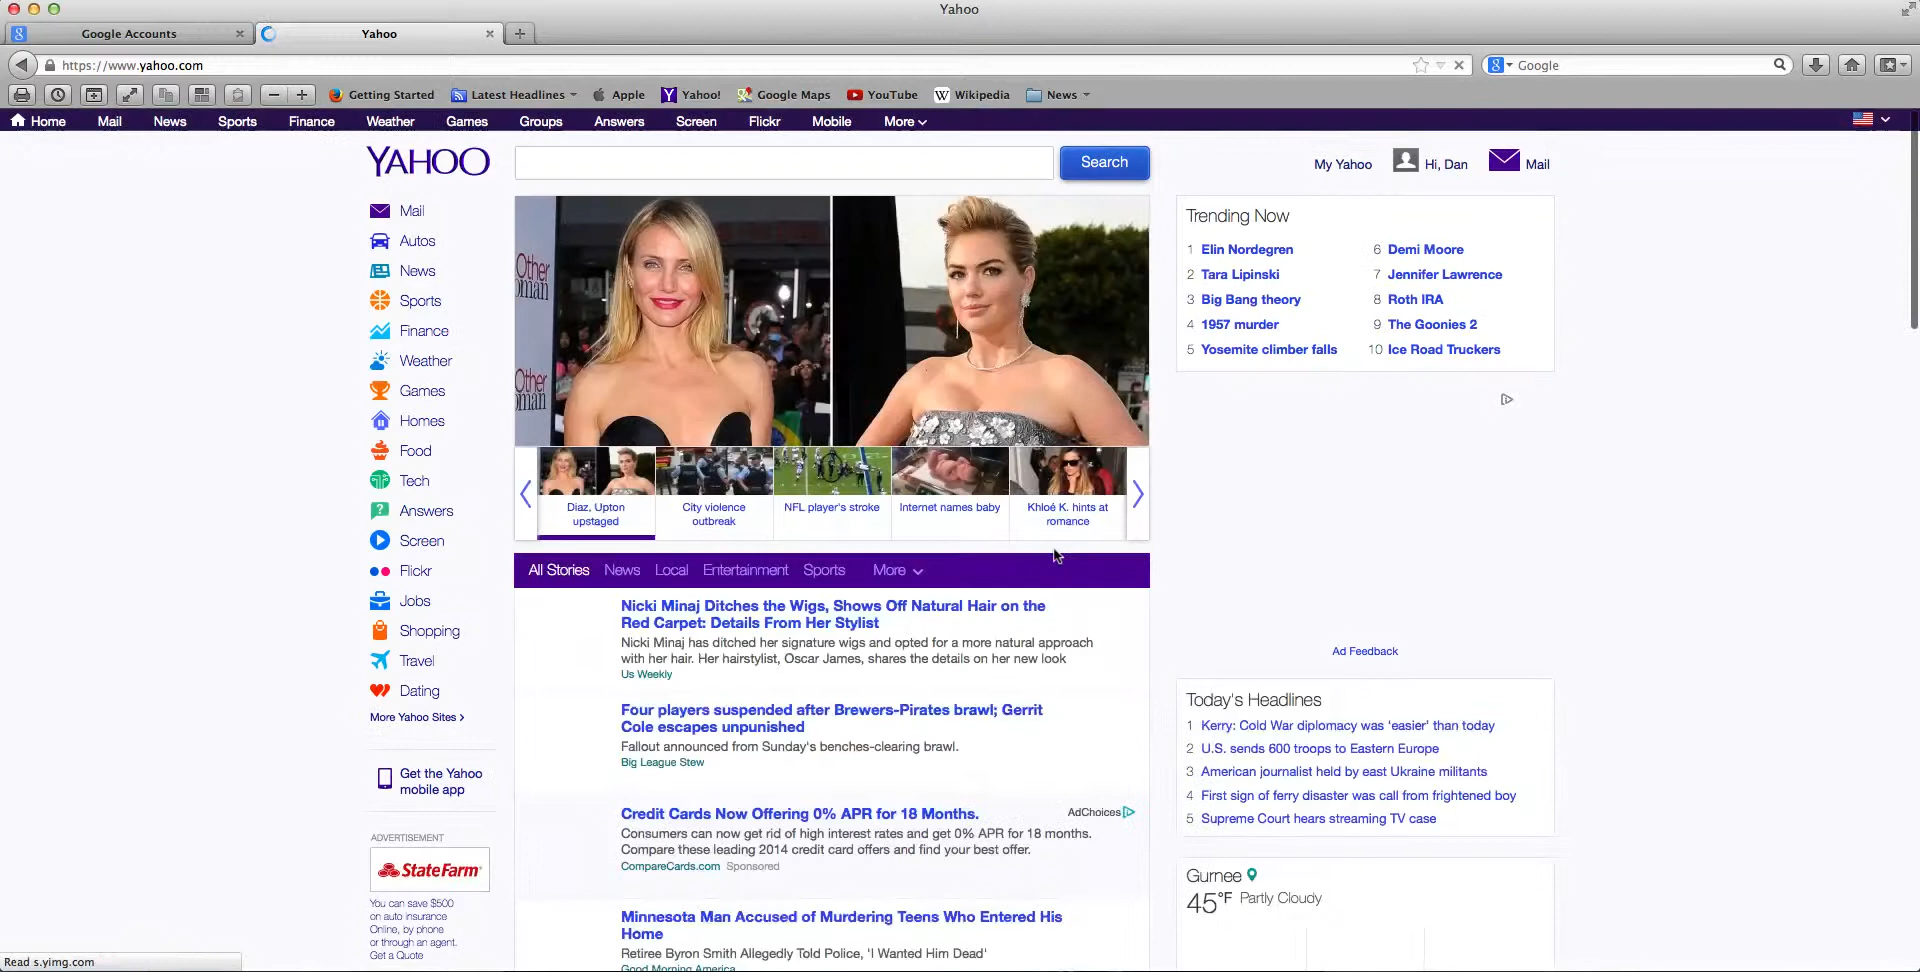 Yahoo
Google Accounts
Yahoo
https://www.yahoo.com
Google
Getting Started
Latest Headlines
Apple
Yahoo!
Google Maps
YouTube
Wikipedia
News
Home Mail News Sports Finance Weather Games Groups Answers Screen Flickr Mobile More
YAHOO
Search
My Yahoo
Hi, Dan
Mail
Mail
Autos
News
Sports
Finance
Weather
Games
Homes
Food
Tech
Answers
Screen
Flickr
Jobs
Shopping
Travel
Dating
More Yahoo Sites >
Get the Yahoo
mobile app
ADVERTISEMENT
StateFarm
You can save $500
on auto insurance
Online, by phone
or through an agent.
Get a Quote
Other
Other
Diaz, Upton
upstaged
City violence
outbreak
NFL player's stroke
Internet names baby
Khloé K. hints at
romance
All Stories News Local Entertainment Sports More
Nicki Minaj Ditches the Wigs, Shows Off Natural Hair on the
Red Carpet: Details From Her Stylist
Nicki Minaj has ditched her signature wigs and opted for a more natural approach
with her hair. Her hairstylist, Oscar James, shares the details on her new look
Us Weekly
Four players suspended after Brewers-Pirates brawl; Gerrit
Cole escapes unpunished
Fallout announced from Sunday's benches-clearing brawl.
Big League Stew
Credit Cards Now Offering 0% APR for 18 Months.
AdChoices
Consumers can now get rid of high interest rates and get 0% APR for 18 months.
Compare these leading 2014 credit card offers and find your best offer.
CompareCards.com Sponsored
Minnesota Man Accused of Murdering Teens Who Entered His
Home
Retiree Byron Smith Allegedly Told Police, 'I Wanted Him Dead'
Good Morning America
Trending Now
1 Elin Nordegren
2 Tara Lipinski
3 Big Bang theory
4 1957 murder
5 Yosemite climber falls
6 Demi Moore
7 Jennifer Lawrence
8 Roth IRA
9 The Goonies 2
10 Ice Road Truckers
Ad Feedback
Today's Headlines
1 Kerry: Cold War diplomacy was ‘easier’ than today
2 U.S. sends 600 troops to Eastern Europe
3 American journalist held by east Ukraine militants
4 First sign of ferry disaster was call from frightened boy
5 Supreme Court hears streaming TV case
Gurnee
45°F Partly Cloudy
Read s.yimg.com